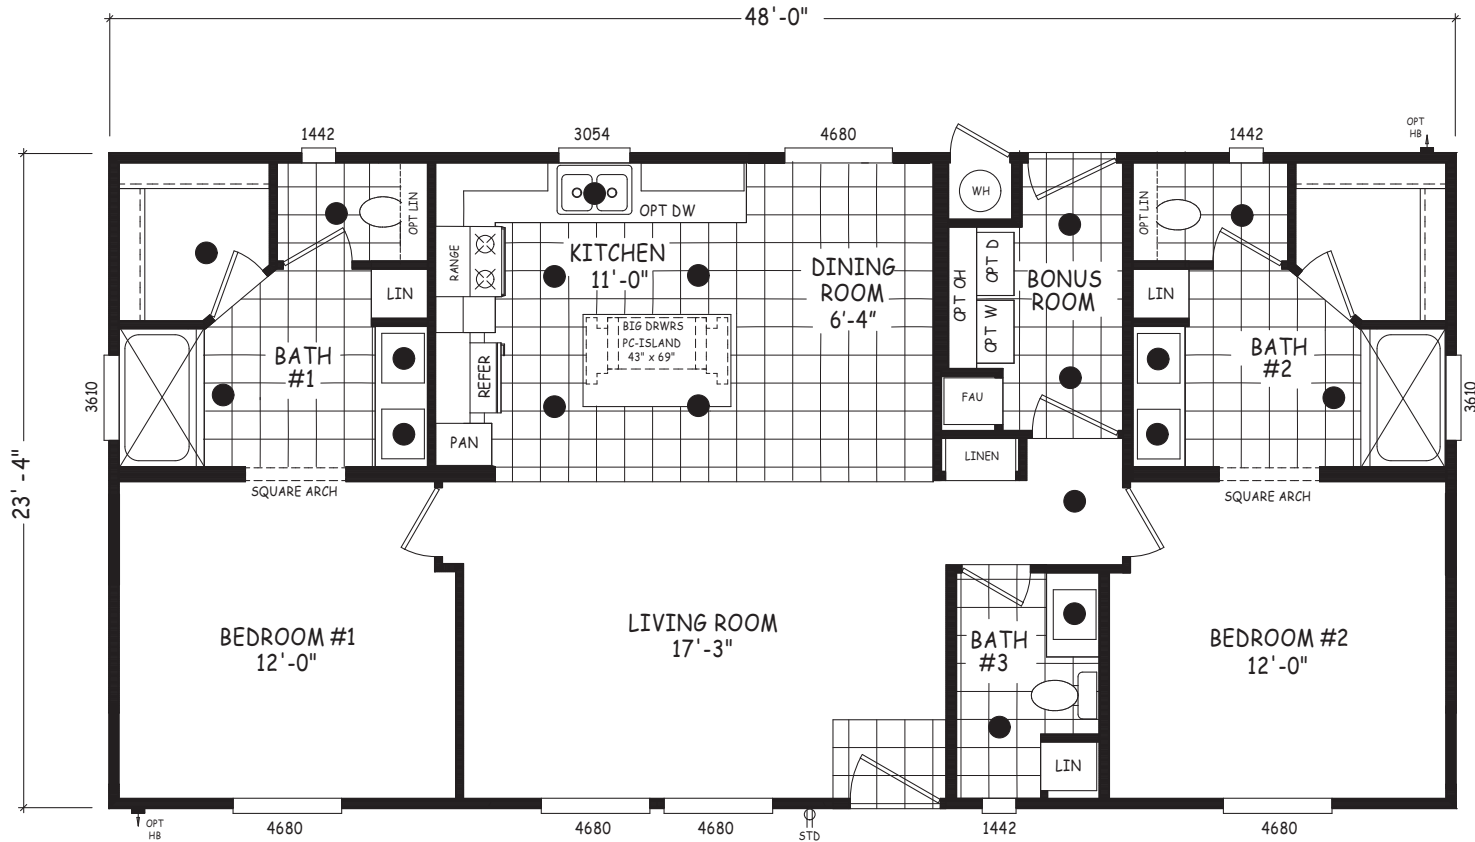 48'-0"
OPT
HB
1442
3054
4680
1442
WH
OPT LIN
OPT DW
OPT LIN
RANGE
KITCHEN
11'-0"
DINING
ROOM
6'-4"
OPT OH
OPT D
OPT W
BONUS
ROOM
LIN
LIN
BIG DRWRS
PC-ISLAND
43" x 69"
BATH
#1
REFER
BATH
#2
3610
3610
FAU
PAN
LINEN
23' -4"
SQUARE ARCH
SQUARE ARCH
BEDROOM #1
12'-0"
LIVING ROOM
17'-3"
BATH
#3
BEDROOM #2
12'-0"
LIN
OPT
HB
4680
4680
4680
STD
1442
4680